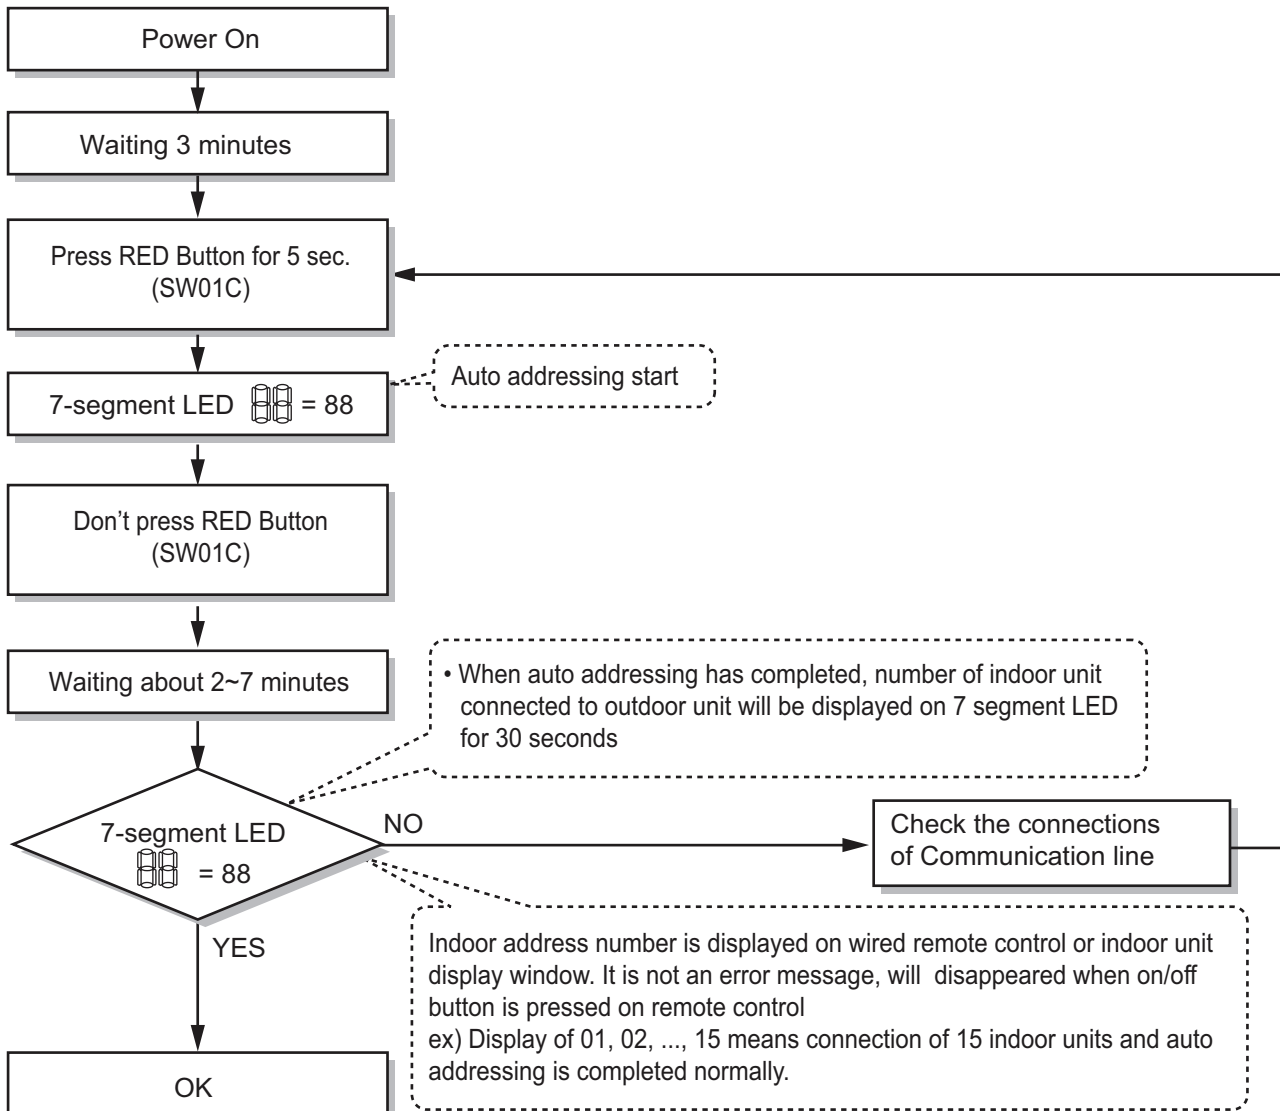 Power On
Waiting 3 minutes
Press RED Button for 5 sec.
(SW01C)
7-segment LED 88 = 88
Auto addressing start
Don't press RED Button
(SW01C)
Waiting about 2~7 minutes
• When auto addressing has completed, number of indoor unit
connected to outdoor unit will be displayed on 7 segment LED
for 30 seconds
7-segment LED
88 = 88
NO
Check the connections
of Communication line
YES
Indoor address number is displayed on wired remote control or indoor unit
display window. It is not an error message, will disappeared when on/off
button is pressed on remote control
ex) Display of 01, 02, ..., 15 means connection of 15 indoor units and auto
addressing is completed normally.
OK